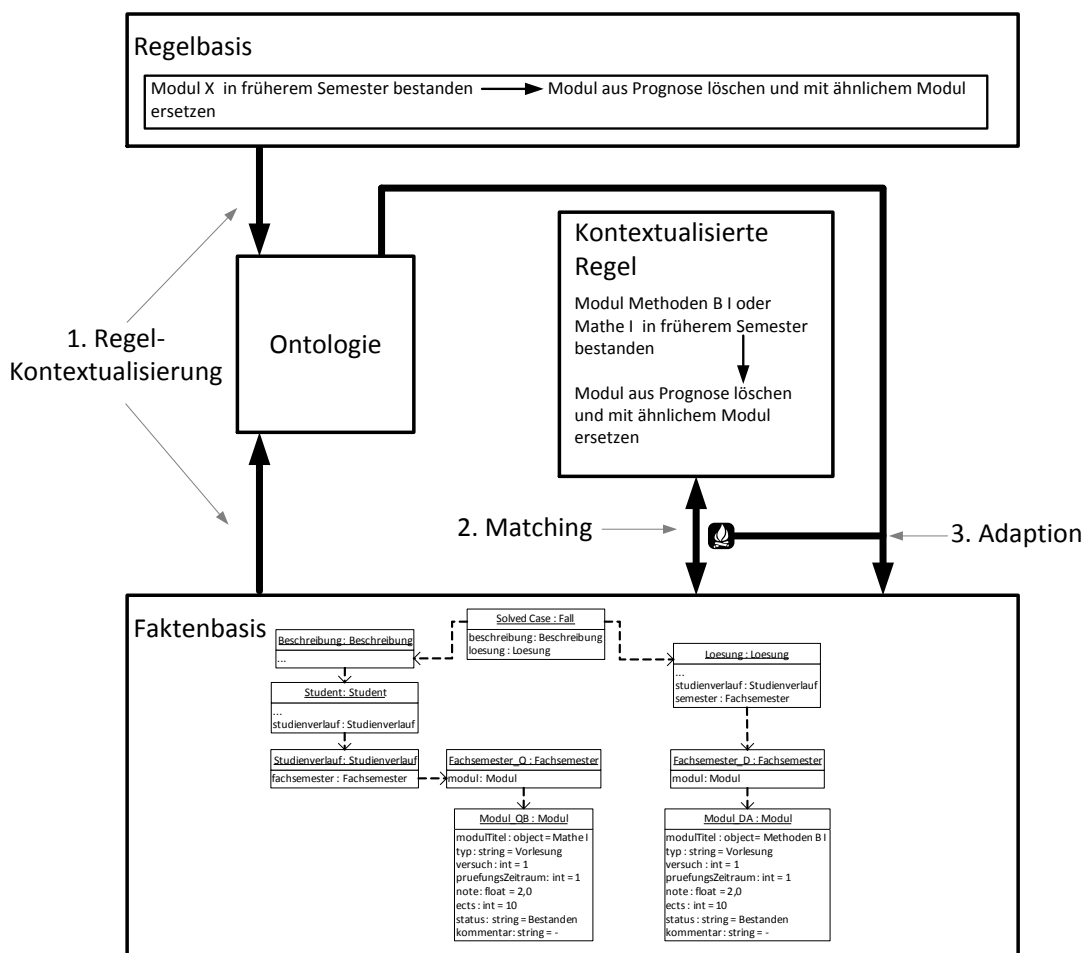 Regelbasis
Modul X in früherem Semester bestanden
Modul aus Prognose löschen und mit ähnlichem Modul
ersetzen
1. Regel-
Kontextualisierung
Ontologie
Kontextualisierte
Regel
Modul Methoden B I oder
Mathe I in früherem Semester
bestanden
Modul aus Prognose löschen
und mit ähnlichem Modul
ersetzen
2. Matching
3. Adaption
Faktenbasis
Solved Case : Fall
beschreibung : Beschreibung
loesung : Loesung
Beschreibung : Beschreibung
...
Student: Student
...
studienverlauf : Studienverlauf
Studienverlauf : Studienverlauf
fachsemester : Fachsemester
Fachsemester_Q : Fachsemester
modul: Modul
Modul_QB : Modul
modulTitel : object = Mathe I
typ : string = Vorlesung
versuch : int = 1
pruefungsZeitraum : int = 1
note : float = 2,0
ects : int = 10
status : string = Bestanden
kommentar: string = -
Loesung : Loesung
...
studienverlauf : Studienverlauf
semester : Fachsemester
Fachsemester_D : Fachsemester
modul: Modul
Modul_DA : Modul
modulTitel : object= Methoden B I
typ : string = Vorlesung
versuch : int = 1
pruefungsZeitraum: int = 1
note : float = 2,0
ects : int = 10
status : string = Bestanden
kommentar: string = -